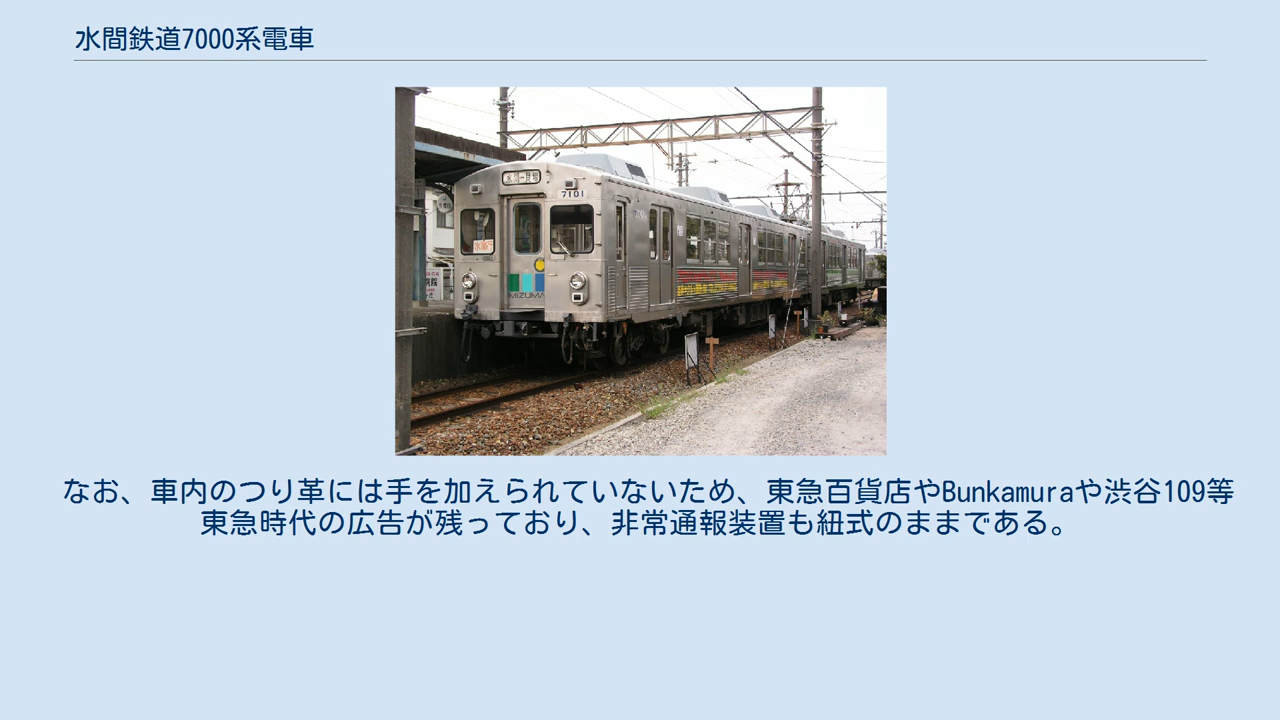 水間鉄道7000系電車
7101
MIZUMA
なお、車内のつり革には手を加えられていないため、東急百貨店やBunkamuraや渋谷109等
東急時代の広告が残っており、非常通報装置も紐式のままである。